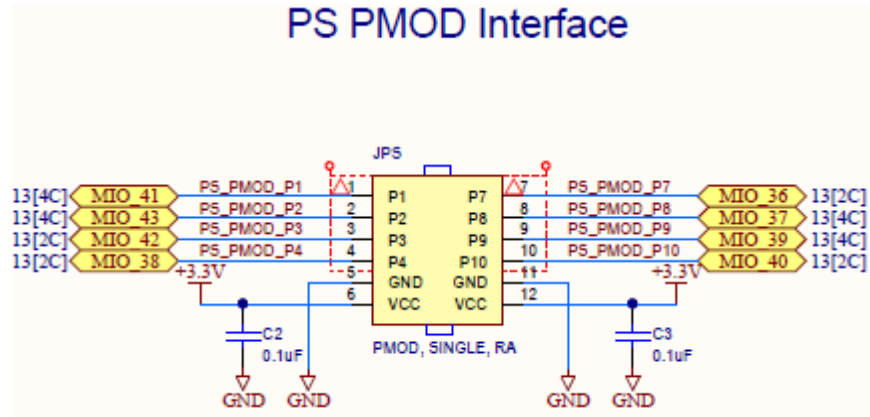 PS PMOD Interface
JP5
13[4C] MIO_41 PS_PMOD_P1 1 P1 P7 7 PS_PMOD_P7 MIO_36 13[2C]
13[4C] MIO_43 PS_PMOD_P2 2 P2 P8 8 PS_PMOD_P8 MIO_37 13[2C]
13[2C] MIO_42 PS_PMOD_P3 3 P3 P9 9 PS_PMOD_P9 MIO_39 13[4C]
13[2C] MIO_38 PS_PMOD_P4 4 P4 P10 10 PS_PMOD_P10 MIO_40 13[2C]
+3.3V 5 GND GND 11 +3.3V
6 VCC VCC 12
C2 C3
0.1uF PMOD, SINGLE, RA 0.1uF
GND GND GND GND